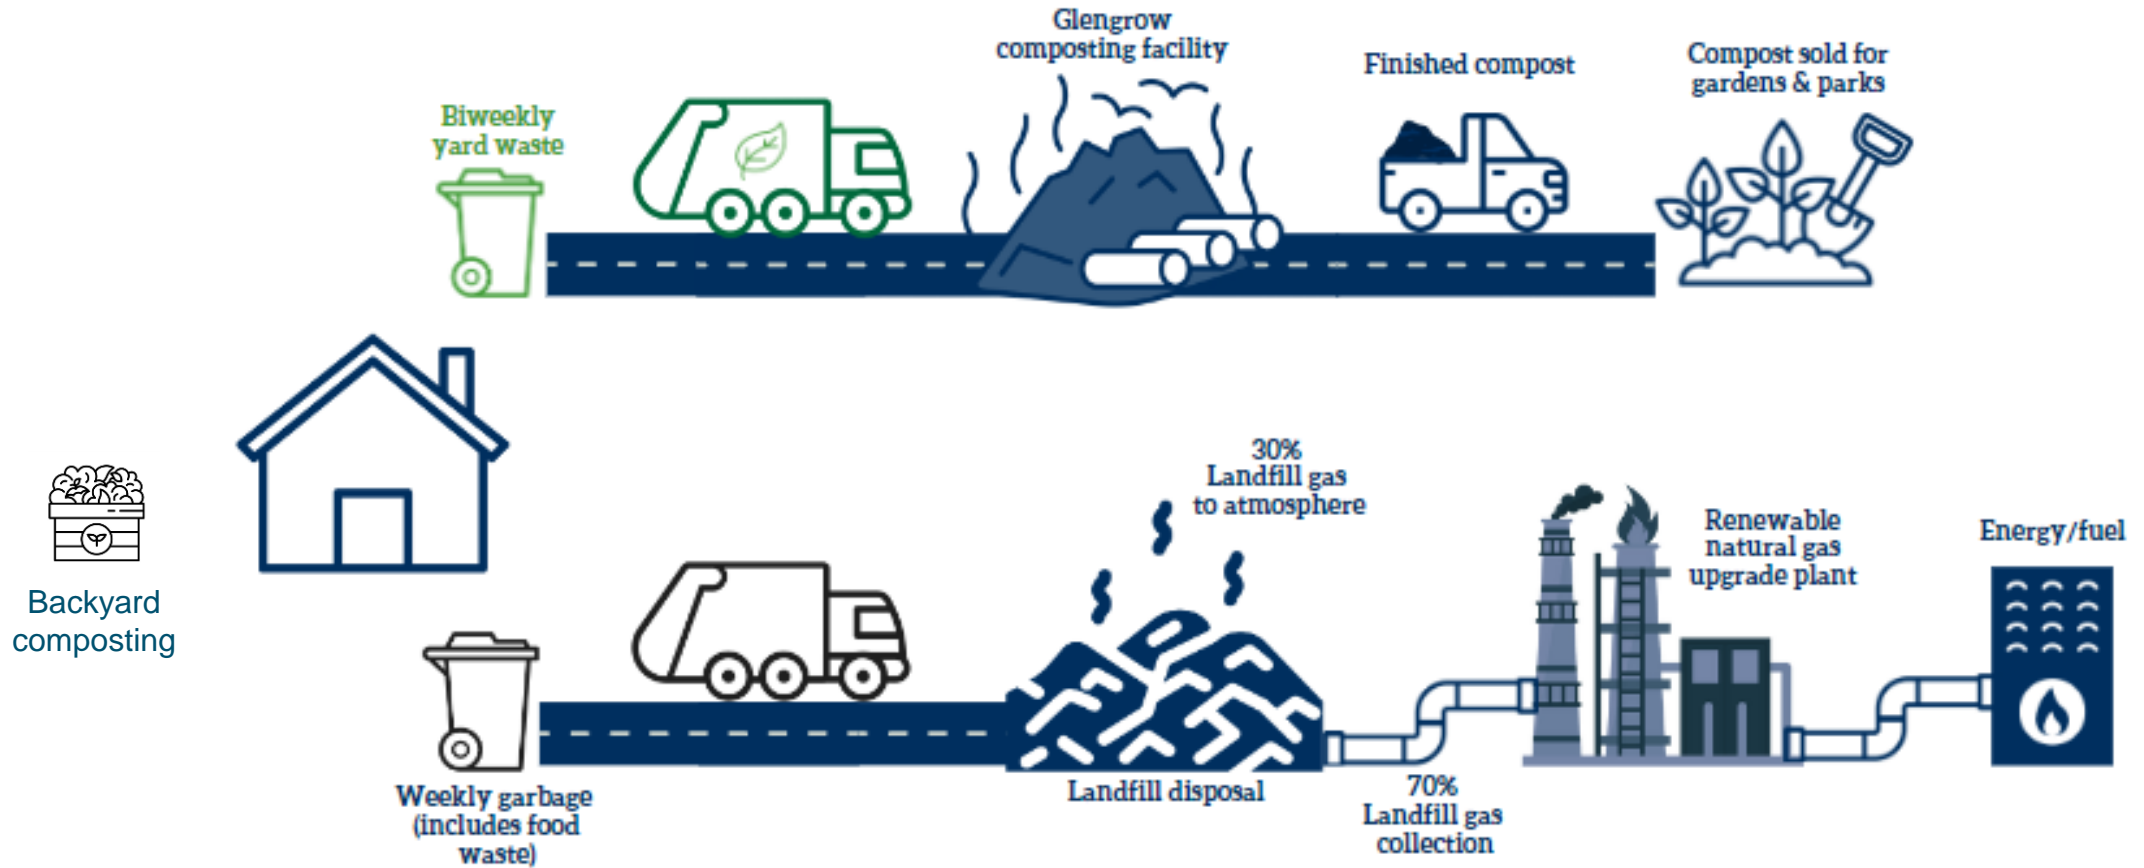 Glengrow
composting facility
Finished compost
Compost sold for
gardens & parks
Biweekly
yard waste
Backyard
composting
30%
Landfill gas
to atmosphere
Renewable
natural gas
upgrade plant
Energy/fuel
Weekly garbage
(includes food
waste)
Landfill disposal
70%
Landfill gas
collection